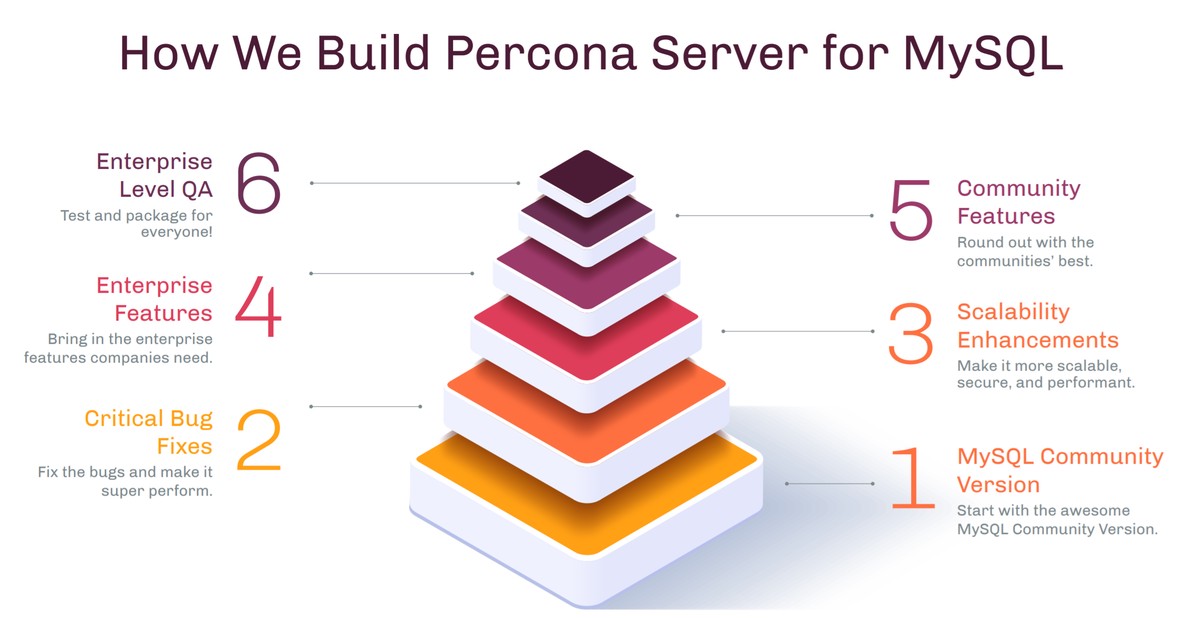 How We Build Percona Server for MySQL
6
Enterprise
Level QA
Test and package for
everyone!
5
Community
Features
Round out with the
communities’ best.
4
Enterprise
Features
Bring in the enterprise
features companies need.
3
Scalability
Enhancements
Make it more scalable,
secure, and performant.
2
Critical Bug
Fixes
Fix the bugs and make it
super perform.
1
MySQL Community
Version
Start with the awesome
MySQL Community Version.